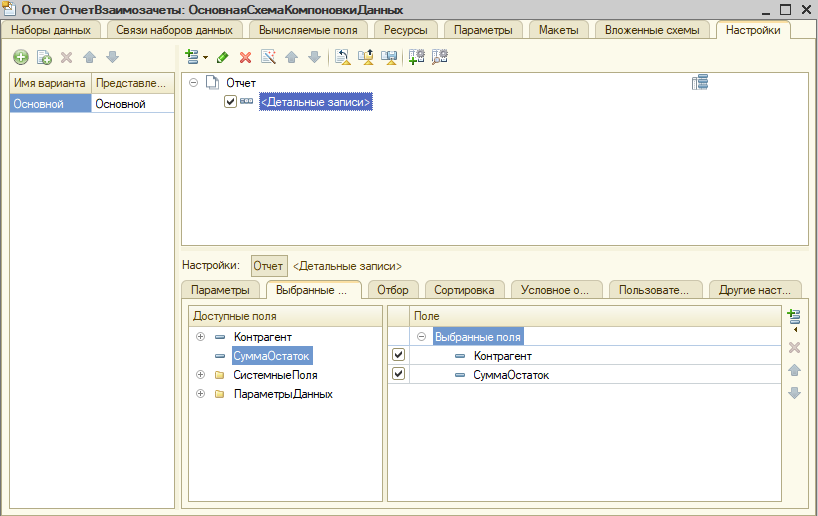 Отчет ОтчетВзаимозачеты: ОсновнаяСхемаКомпоновкиДанных
Наборы данных Связи наборов данных Вычисляемые поля Ресурсы Параметры Макеты Вложенные схемы Настройки
Имя варианта Представле...
Основной Основной
Отчет
<Детальные записи>
Настройки: Отчет <Детальные записи>
Параметры Выбранные ... Отбор Сортировка Условное о... Пользовате... Другие наст...
Доступные поля
Контрагент
СуммаОстаток
СистемныеПоля
ПараметрыДанных
Поле
Выбранные поля
Контрагент
СуммаОстаток